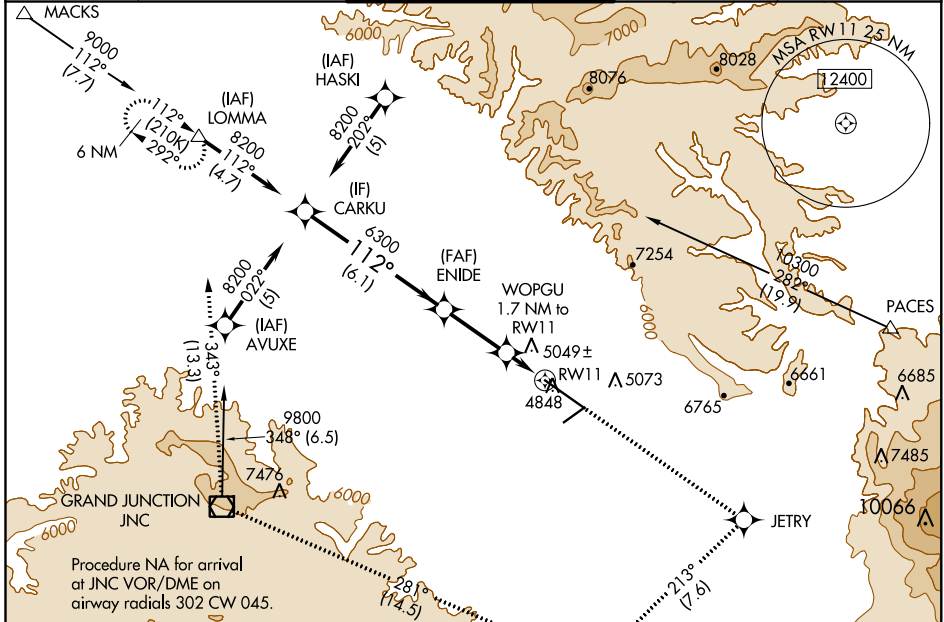 MACKS
9000
112°
(7.7)
6 NM
112°
(210K)
292°
(IAF)
LOMMA
8200
112°
(4.7)
(IAF)
HASKI
8200
202°
(5)
(IF)
CARKU
6300
112°
(6.1)
(FAF)
ENIDE
WOPGU
1.7 NM to
RW11
5049±
RW11
5073
4848
8200
022°
(5)
(IAF)
AVUXE
343°
(13.3)
9800
348° (6.5)
7476
GRAND JUNCTION
JNC
6000
6000
Procedure NA for arrival
at JNC VOR/DME on
airway radials 302 CW 045.
281°
(14.5)
213°
(7.6)
JETRY
6000
7000
8076
8028
MSA RW11 25 NM
12400
7254
6000
10300
282°
(19.9)
PACES
6661
6765
6685
7485
10066